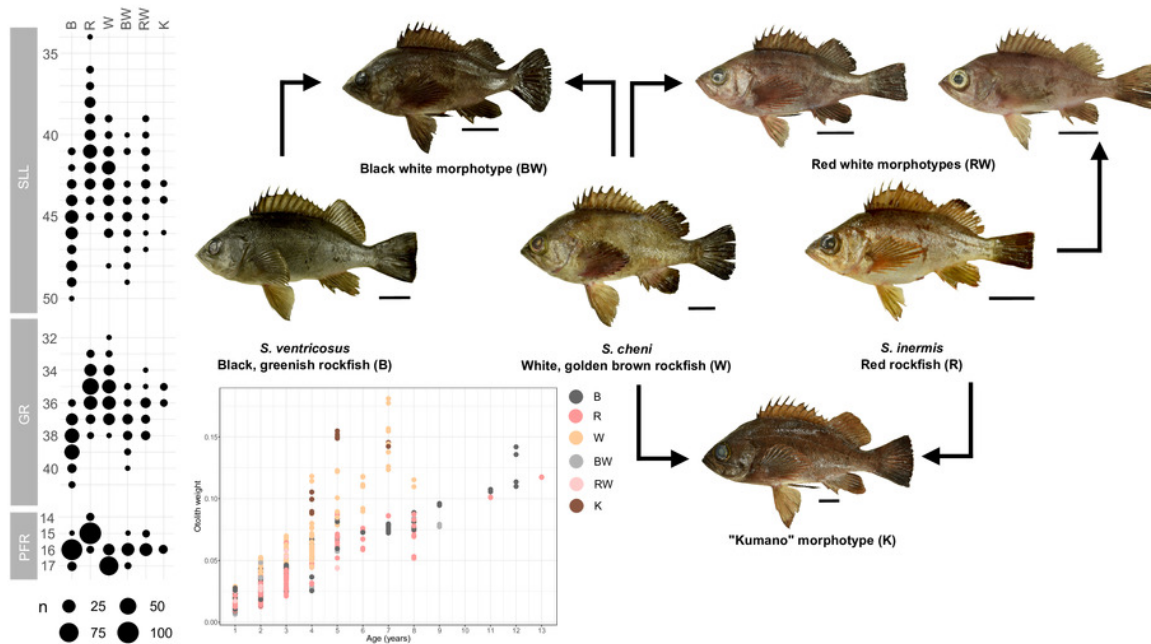 B R W BW RW K
SLL
35
40
45
50
GR
32
34
35
36
38
40
PFR
14
15
16
17
n 25 50
75 100
Black white morphotype (BW)
Red white morphotypes (RW)
S. ventricosus
Black, greenish rockfish (B)
S. cheni
White, golden brown rockfish (W)
S. inermis
Red rockfish (R)
Otolith weight
0.15
0.10
0.05
0.00
1 2 3 4 5 6 7 8 9 10 11 12 13
Age (years)
B
R
W
BW
RW
K
"Kumano" morphotype (K)